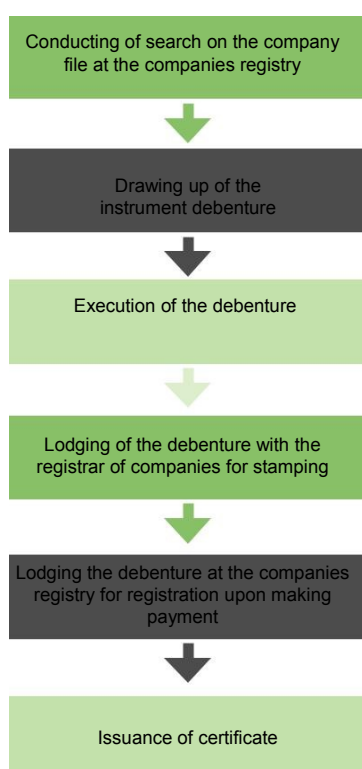 Conducting of search on the company
file at the companies registry
Drawing up of the
instrument debenture
Execution of the debenture
Lodging of the debenture with the
registrar of companies for stamping
Lodging the debenture at the companies
registry for registration upon making
payment
Issuance of certificate